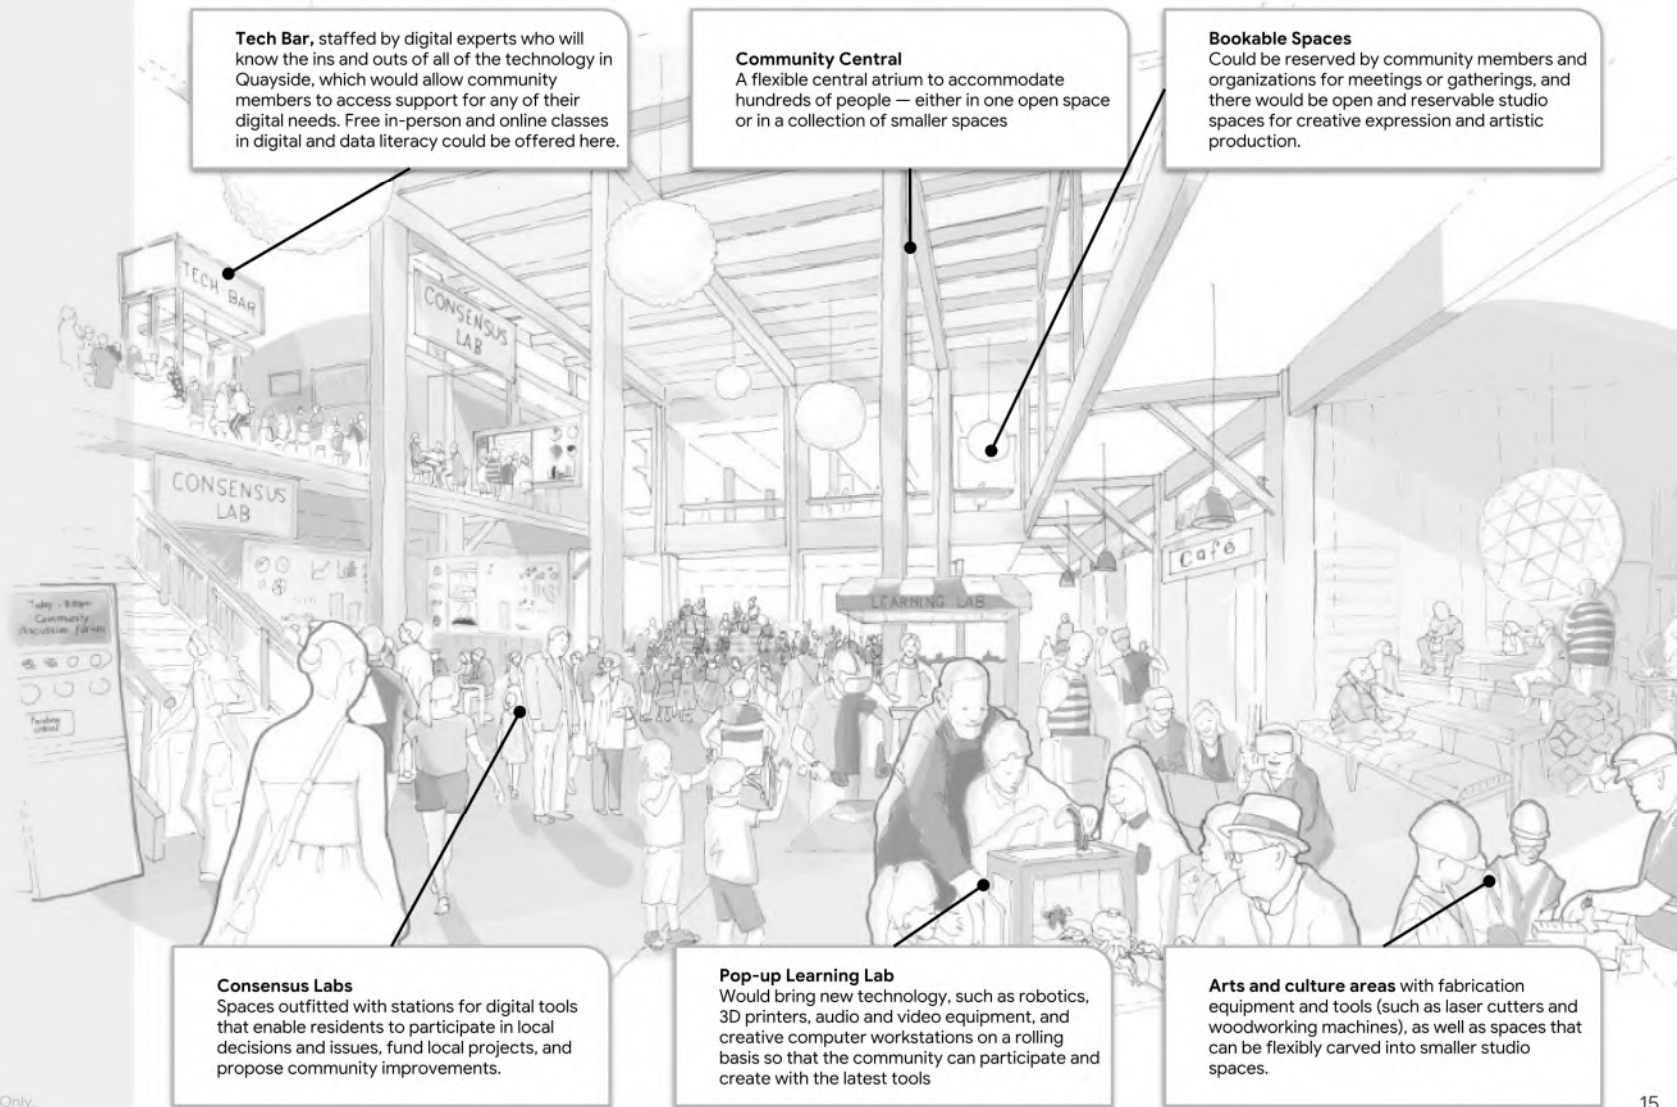 Tech Bar, staffed by digital experts who will
know the ins and outs of all of the technology in
Quayside, which would allow community
members to access support for any of their
digital needs. Free in-person and online classes
in digital and data literacy could be offered here.
Community Central
A flexible central atrium to accommodate
hundreds of people — either in one open space
or in a collection of smaller spaces
Bookable Spaces
Could be reserved by community members and
organizations for meetings or gatherings, and
there would be open and reservable studio
spaces for creative expression and artistic
production.
TECH BAR
CONSENSUS
LAB
CONSENSUS
LAB
Café
LEARNING LAB
Today
Community
discussion forum
Consensus Labs
Spaces outfitted with stations for digital tools
that enable residents to participate in local
decisions and issues, fund local projects, and
propose community improvements.
Pop-up Learning Lab
Would bring new technology, such as robotics,
3D printers, audio and video equipment, and
creative computer workstations on a rolling
basis so that the community can participate and
create with the latest tools
Arts and culture areas with fabrication
equipment and tools (such as laser cutters and
woodworking machines), as well as spaces that
can be flexibly carved into smaller studio
spaces.
Only.
15